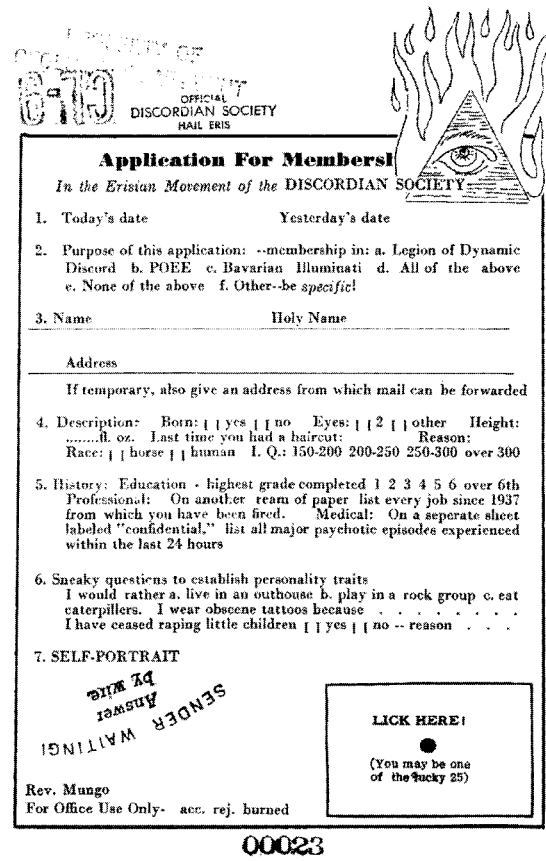 OFFICIAL
DISCORDIAN SOCIETY
HAIL ERIS
Application For Membersh
In the Erisian Movement of the DISCORDIAN SOCIETY
1. Today's date Yesterday's date
2. Purpose of this application: --membership in: a. Legion of Dynamic
Discord b. POEE c. Bavarian Illuminati d. All of the above
e. None of the above f. Other--be specific!
3. Name Holy Name
Address
If temporary, also give an address from which mail can be forwarded
4. Description: Born: [ ] yes [ ] no Eyes: [ ] 2 [ ] other Height:
........fl. oz. Last time you had a haircut: Reason:
Race: [ ] horse [ ] human I. Q.: 150-200 200-250 250-300 over 300
5. History: Education - highest grade completed 1 2 3 4 5 6 over 6th
Professional: On another ream of paper list every job since 1937
from which you have been fired. Medical: On a seperate sheet
labeled "confidential," list all major psychotic episodes experienced
within the last 24 hours
6. Sneaky questions to establish personality traits
I would rather a. live in an outhouse b. play in a rock group c. eat
caterpillers. I wear obscene tattoos because . . . . . . . .
I have ceased raping little children [ ] yes [ ] no -- reason . . .
7. SELF-PORTRAIT
SENDER WAITING!
Answer
by Wire
LICK HERE!
(You may be one
of the lucky 25)
Rev. Mungo
For Office Use Only- acc. rej. burned
00023